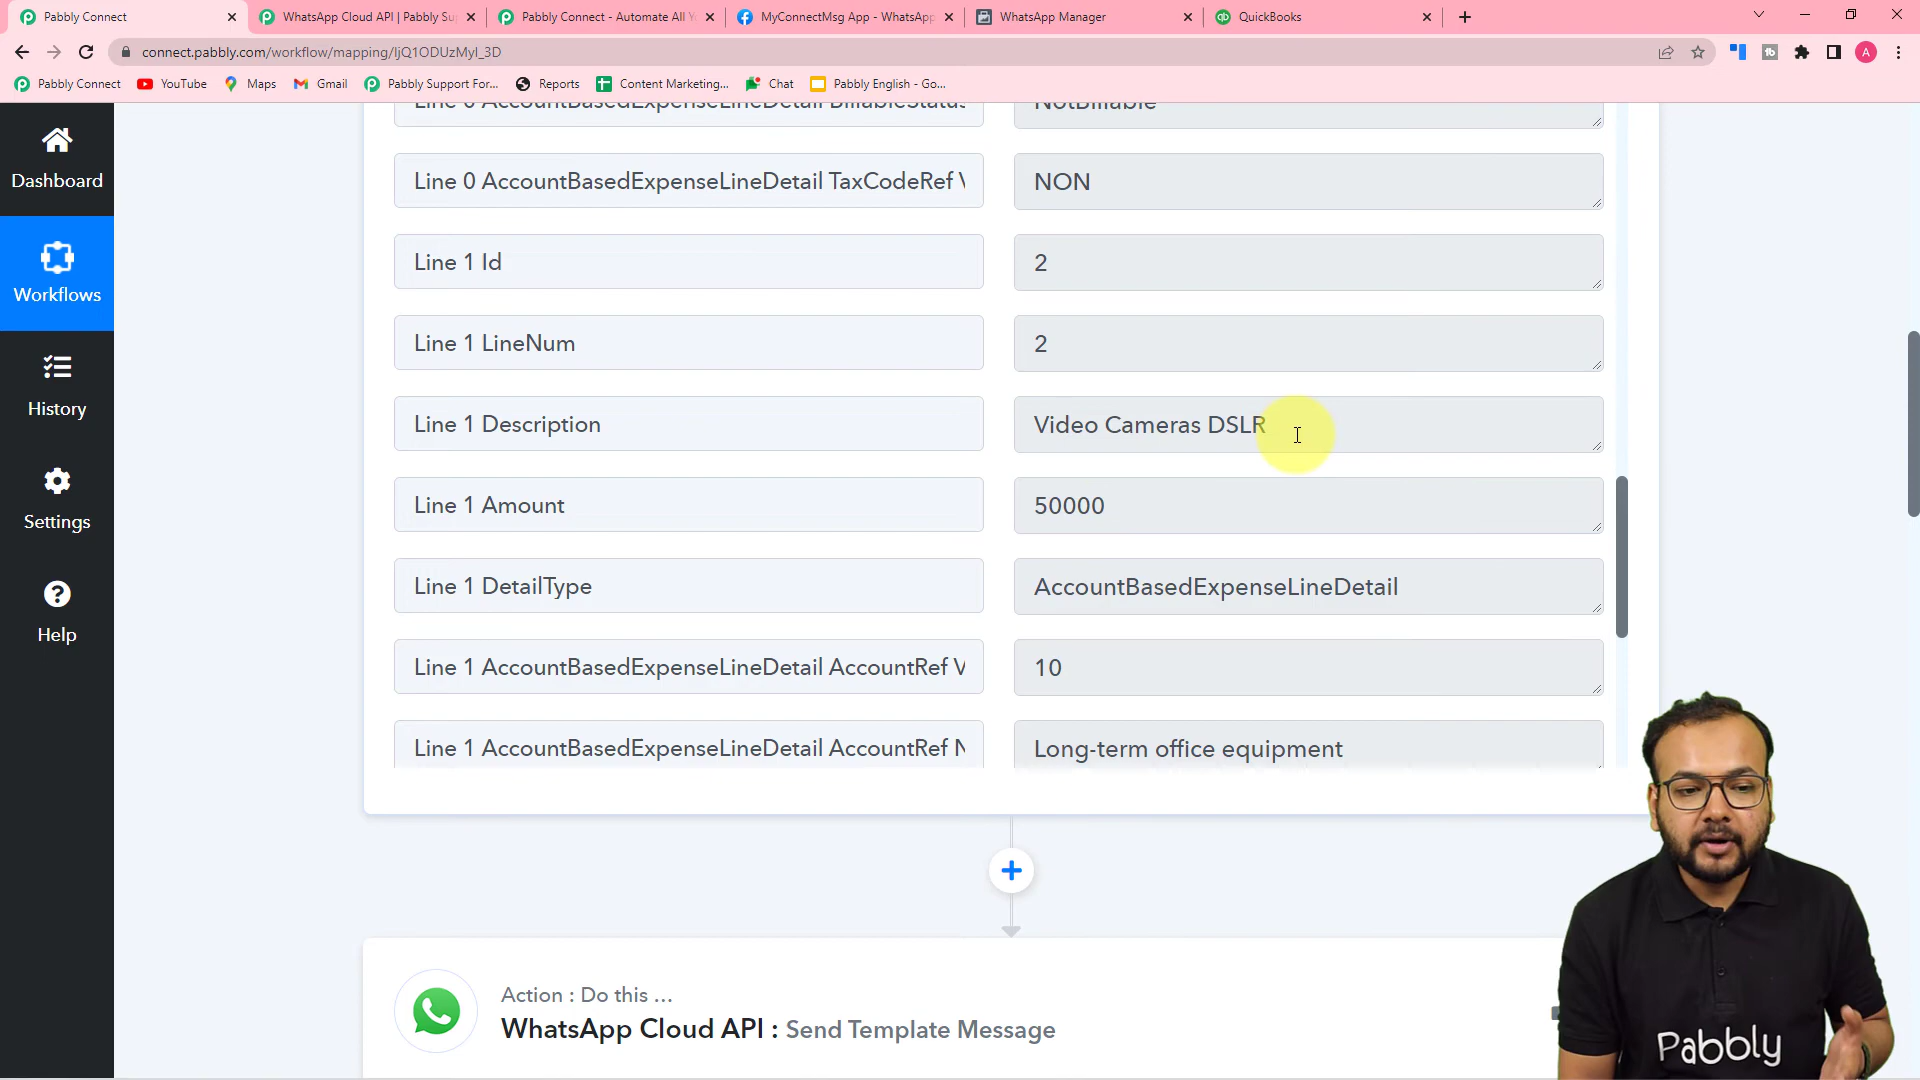 Pabbly Connect
WhatsApp Cloud API | Pabbly Su
Pabbly Connect - Automate All Y
MyConnectMsg App - WhatsApp
WhatsApp Manager
QuickBooks
connect.pabbly.com/workflow/mapping/IjQ1ODUzMyI_3D
Pabbly Connect
YouTube
Maps
Gmail
Pabbly Support For...
Reports
Content Marketing...
Chat
Pabbly English - Go...
A
Dashboard
Workflows
History
Settings
Help
Line 0 AccountBasedExpenseLineDetail BillableStatus
NotBillable
Line 0 AccountBasedExpenseLineDetail TaxCodeRef V
NON
Line 1 Id
2
Line 1 LineNum
2
Line 1 Description
Video Cameras DSLR
Line 1 Amount
50000
Line 1 DetailType
AccountBasedExpenseLineDetail
Line 1 AccountBasedExpenseLineDetail AccountRef V
10
Line 1 AccountBasedExpenseLineDetail AccountRef N
Long-term office equipment
Action : Do this ...
WhatsApp Cloud API : Send Template Message
Pabbly